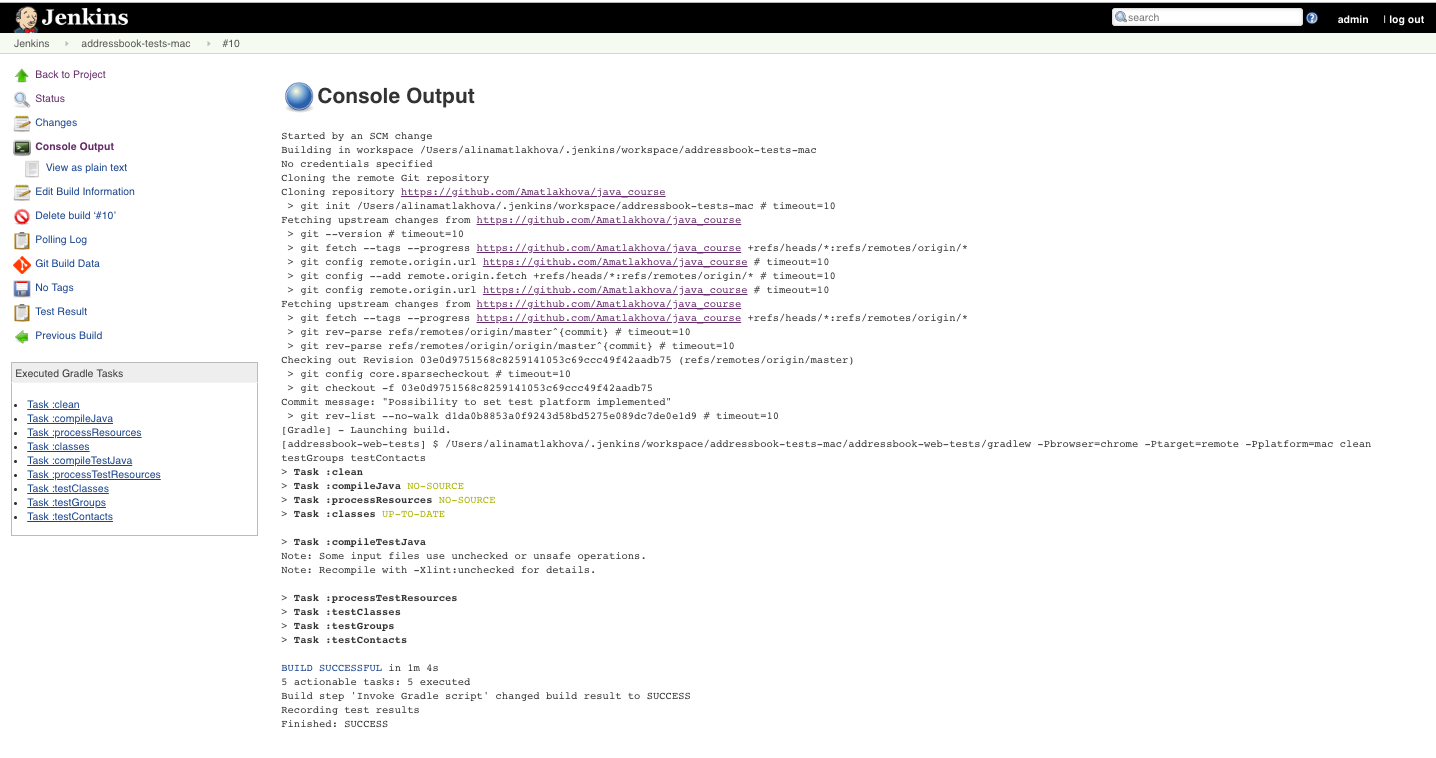 Jenkins
search
admin
| log out
Jenkins
addressbook-tests-mac
#10
Back to Project
Status
Changes
Console Output
View as plain text
Edit Build Information
Delete build ‘#10’
Polling Log
Git Build Data
No Tags
Test Result
Previous Build
Executed Gradle Tasks
Task :clean
Task :compileJava
Task :processResources
Task :classes
Task :compileTestJava
Task :processTestResources
Task :testClasses
Task :testGroups
Task :testContacts
Console Output
Started by an SCM change
Building in workspace /Users/alinamatlakhova/.jenkins/workspace/addressbook-tests-mac
No credentials specified
Cloning the remote Git repository
Cloning repository https://github.com/Amatlakhova/java_course
> git init /Users/alinamatlakhova/.jenkins/workspace/addressbook-tests-mac # timeout=10
Fetching upstream changes from https://github.com/Amatlakhova/java_course
> git --version # timeout=10
> git fetch --tags --progress https://github.com/Amatlakhova/java_course +refs/heads/*:refs/remotes/origin/*
> git config remote.origin.url https://github.com/Amatlakhova/java_course # timeout=10
> git config --add remote.origin.fetch +refs/heads/*:refs/remotes/origin/* # timeout=10
> git config remote.origin.url https://github.com/Amatlakhova/java_course # timeout=10
Fetching upstream changes from https://github.com/Amatlakhova/java_course
> git fetch --tags --progress https://github.com/Amatlakhova/java_course +refs/heads/*:refs/remotes/origin/*
> git rev-parse refs/remotes/origin/master^{commit} # timeout=10
> git rev-parse refs/remotes/origin/origin/master^{commit} # timeout=10
Checking out Revision 03e0d9751568c8259141053c69ccc49f42aadb75 (refs/remotes/origin/master)
> git config core.sparsecheckout # timeout=10
> git checkout -f 03e0d9751568c8259141053c69ccc49f42aadb75
Commit message: "Possibility to set test platform implemented"
> git rev-list --no-walk d1da0b8853a0f9243d58bd5275e089dc7de0e1d9 # timeout=10
[Gradle] - Launching build.
[addressbook-web-tests] $ /Users/alinamatlakhova/.jenkins/workspace/addressbook-tests-mac/addressbook-web-tests/gradlew -Pbrowser=chrome -Ptarget=remote -Pplatform=mac clean
testGroups testContacts
> Task :clean
> Task :compileJava NO-SOURCE
> Task :processResources NO-SOURCE
> Task :classes UP-TO-DATE
> Task :compileTestJava
Note: Some input files use unchecked or unsafe operations.
Note: Recompile with -Xlint:unchecked for details.
> Task :processTestResources
> Task :testClasses
> Task :testGroups
> Task :testContacts
BUILD SUCCESSFUL in 1m 4s
5 actionable tasks: 5 executed
Build step 'Invoke Gradle script' changed build result to SUCCESS
Recording test results
Finished: SUCCESS